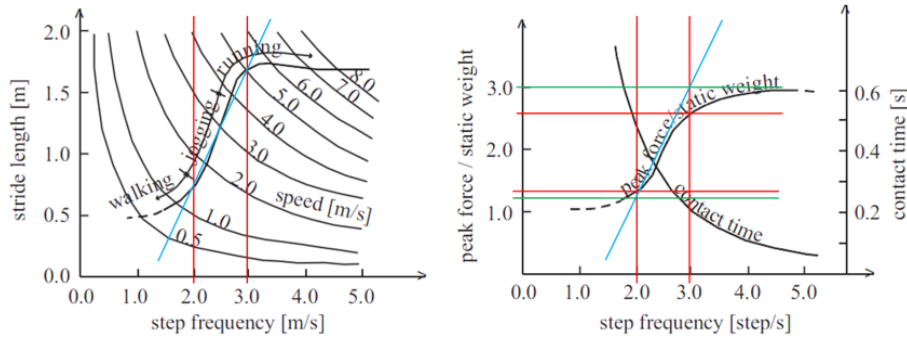 stride length [m]
2.0
1.5
1.0
0.5
0.0
0.0 1.0 2.0 3.0 4.0 5.0
step frequency [m/s]
walking
jogging
running
0.5
1.0
2.0
3.0
4.0
5.0
6.0
7.0
8.0
speed [m/s]
peak force / static weight
3.0
2.0
1.0
0.0 1.0 2.0 3.0 4.0 5.0
step frequency [step/s]
peak force/static weight
contact time
0.6
0.4
0.2
0.0
contact time [s]